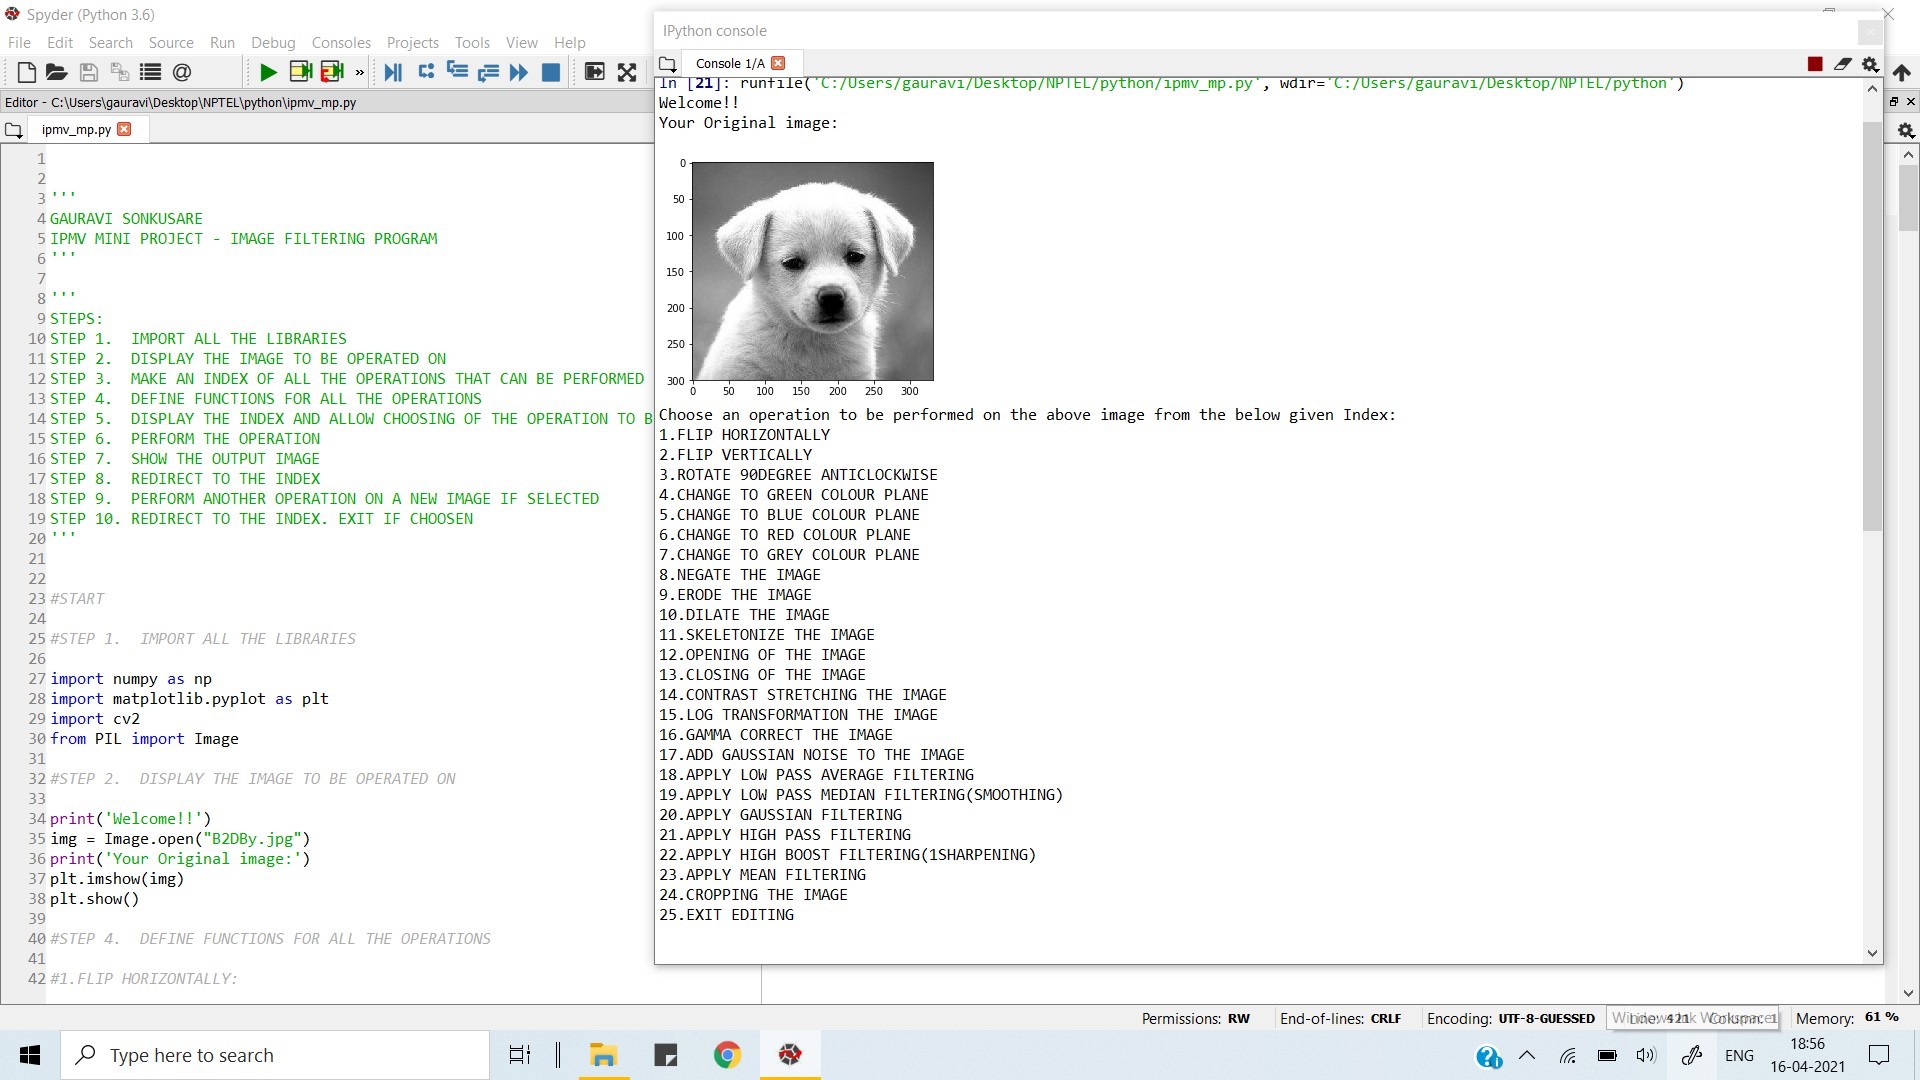 Spyder (Python 3.6)
File Edit Search Source Run Debug Consoles Projects Tools View Help
Editor - C:\Users\gauravi\Desktop\NPTEL\python\ipmv_mp.py
ipmv_mp.py
1
2
3 '''
4 GAURAVI SONKUSARE
5 IPMV MINI PROJECT - IMAGE FILTERING PROGRAM
6 '''
7
8 '''
9 STEPS:
10 STEP 1.  IMPORT ALL THE LIBRARIES
11 STEP 2.  DISPLAY THE IMAGE TO BE OPERATED ON
12 STEP 3.  MAKE AN INDEX OF ALL THE OPERATIONS THAT CAN BE PERFORMED
13 STEP 4.  DEFINE FUNCTIONS FOR ALL THE OPERATIONS
14 STEP 5.  DISPLAY THE INDEX AND ALLOW CHOOSING OF THE OPERATION TO B
15 STEP 6.  PERFORM THE OPERATION
16 STEP 7.  SHOW THE OUTPUT IMAGE
17 STEP 8.  REDIRECT TO THE INDEX
18 STEP 9.  PERFORM ANOTHER OPERATION ON A NEW IMAGE IF SELECTED
19 STEP 10. REDIRECT TO THE INDEX. EXIT IF CHOOSEN
20 '''
21
22
23 #START
24
25 #STEP 1.  IMPORT ALL THE LIBRARIES
26
27 import numpy as np
28 import matplotlib.pyplot as plt
29 import cv2
30 from PIL import Image
31
32 #STEP 2.  DISPLAY THE IMAGE TO BE OPERATED ON
33
34 print('Welcome!!')
35 img = Image.open("B2DBy.jpg")
36 print('Your Original image:')
37 plt.imshow(img)
38 plt.show()
39
40 #STEP 4.  DEFINE FUNCTIONS FOR ALL THE OPERATIONS
41
42 #1.FLIP HORIZONTALLY:
IPython console
Console 1/A
In [21]: runfile('C:/Users/gauravi/Desktop/NPTEL/python/ipmv_mp.py', wdir='C:/Users/gauravi/Desktop/NPTEL/python')
Welcome!!
Your Original image:
0
50
100
150
200
250
300
0 50 100 150 200 250 300
Choose an operation to be performed on the above image from the below given Index:
1.FLIP HORIZONTALLY
2.FLIP VERTICALLY
3.ROTATE 90DEGREE ANTICLOCKWISE
4.CHANGE TO GREEN COLOUR PLANE
5.CHANGE TO BLUE COLOUR PLANE
6.CHANGE TO RED COLOUR PLANE
7.CHANGE TO GREY COLOUR PLANE
8.NEGATE THE IMAGE
9.ERODE THE IMAGE
10.DILATE THE IMAGE
11.SKELETONIZE THE IMAGE
12.OPENING OF THE IMAGE
13.CLOSING OF THE IMAGE
14.CONTRAST STRETCHING THE IMAGE
15.LOG TRANSFORMATION THE IMAGE
16.GAMMA CORRECT THE IMAGE
17.ADD GAUSSIAN NOISE TO THE IMAGE
18.APPLY LOW PASS AVERAGE FILTERING
19.APPLY LOW PASS MEDIAN FILTERING(SMOOTHING)
20.APPLY GAUSSIAN FILTERING
21.APPLY HIGH PASS FILTERING
22.APPLY HIGH BOOST FILTERING(1SHARPENING)
23.APPLY MEAN FILTERING
24.CROPPING THE IMAGE
25.EXIT EDITING
Permissions: RW End-of-lines: CRLF Encoding: UTF-8-GUESSED Line: 421 Column: 1 Memory: 61 %
Type here to search
ENG
18:56
16-04-2021